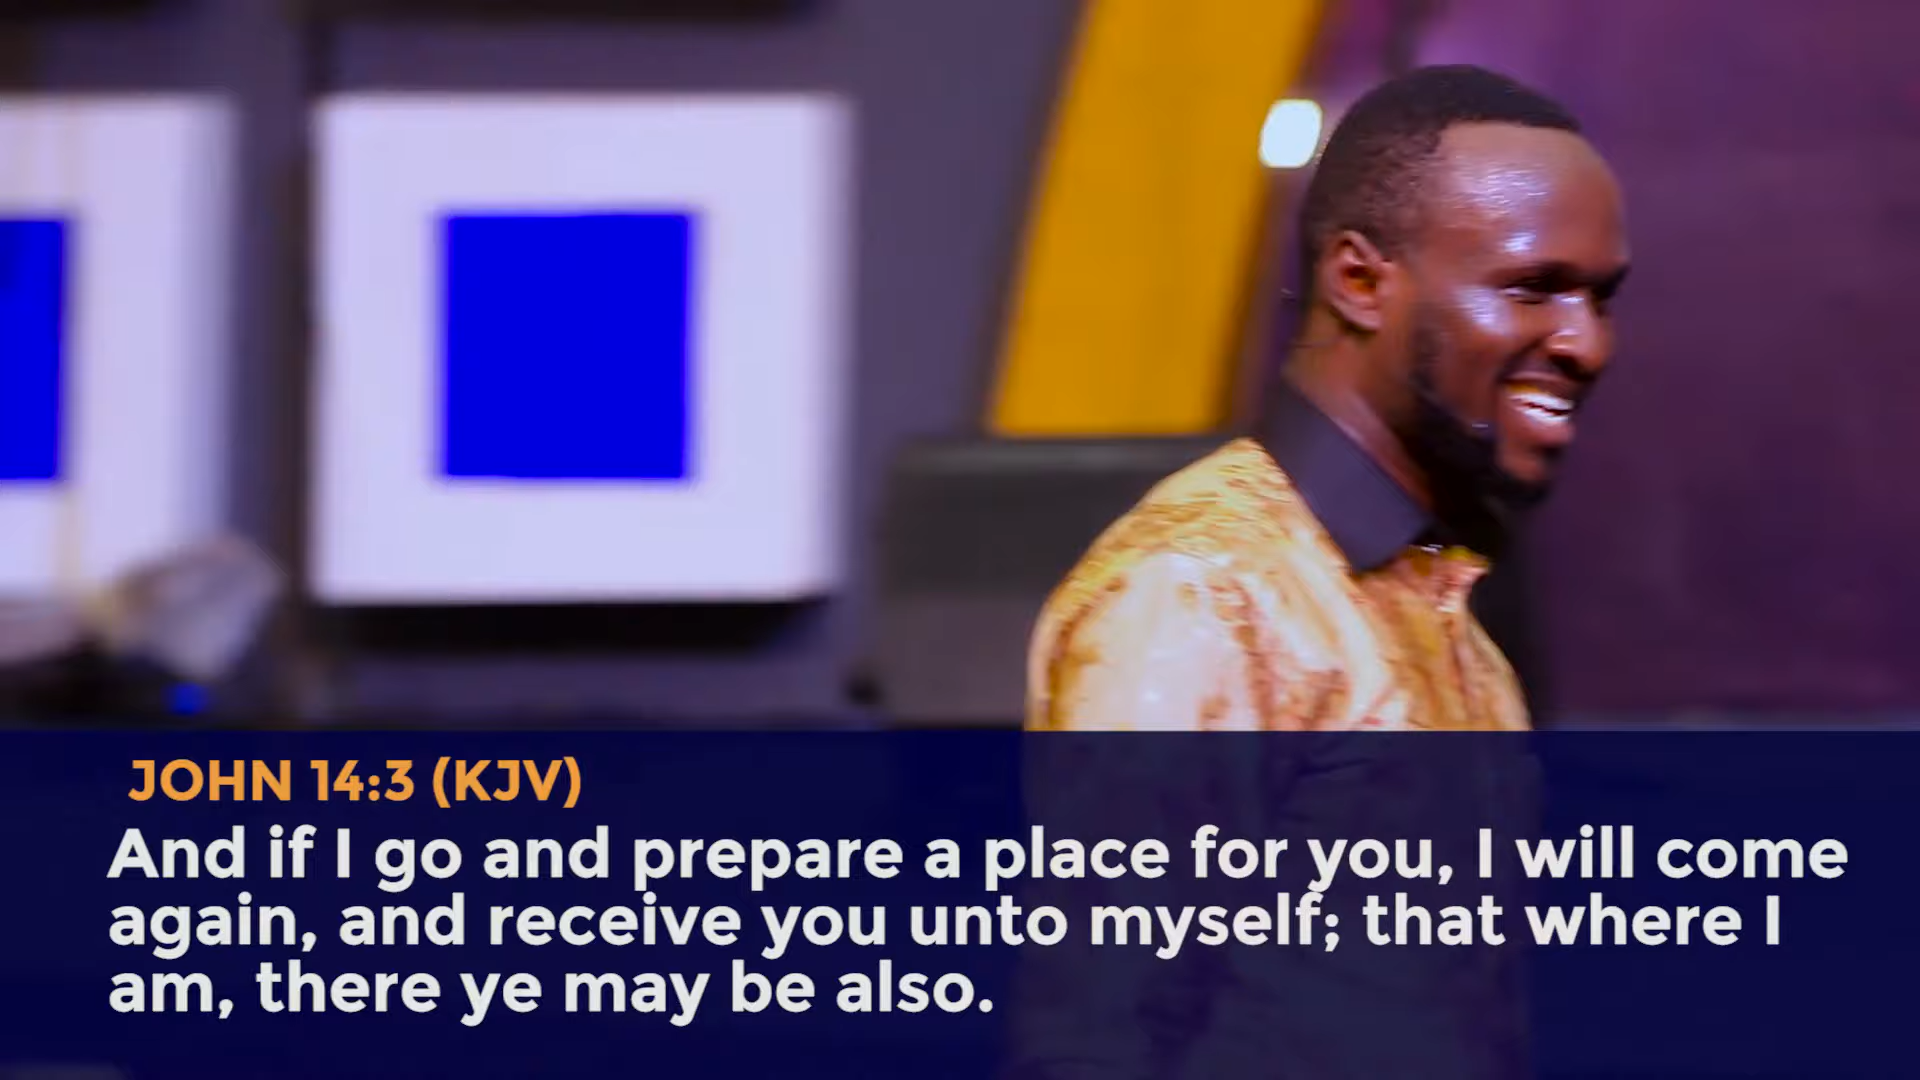 JOHN 14:3 (KJV)
And if I go and prepare a place for you, I will come
again, and receive you unto myself; that where I
am, there ye may be also.